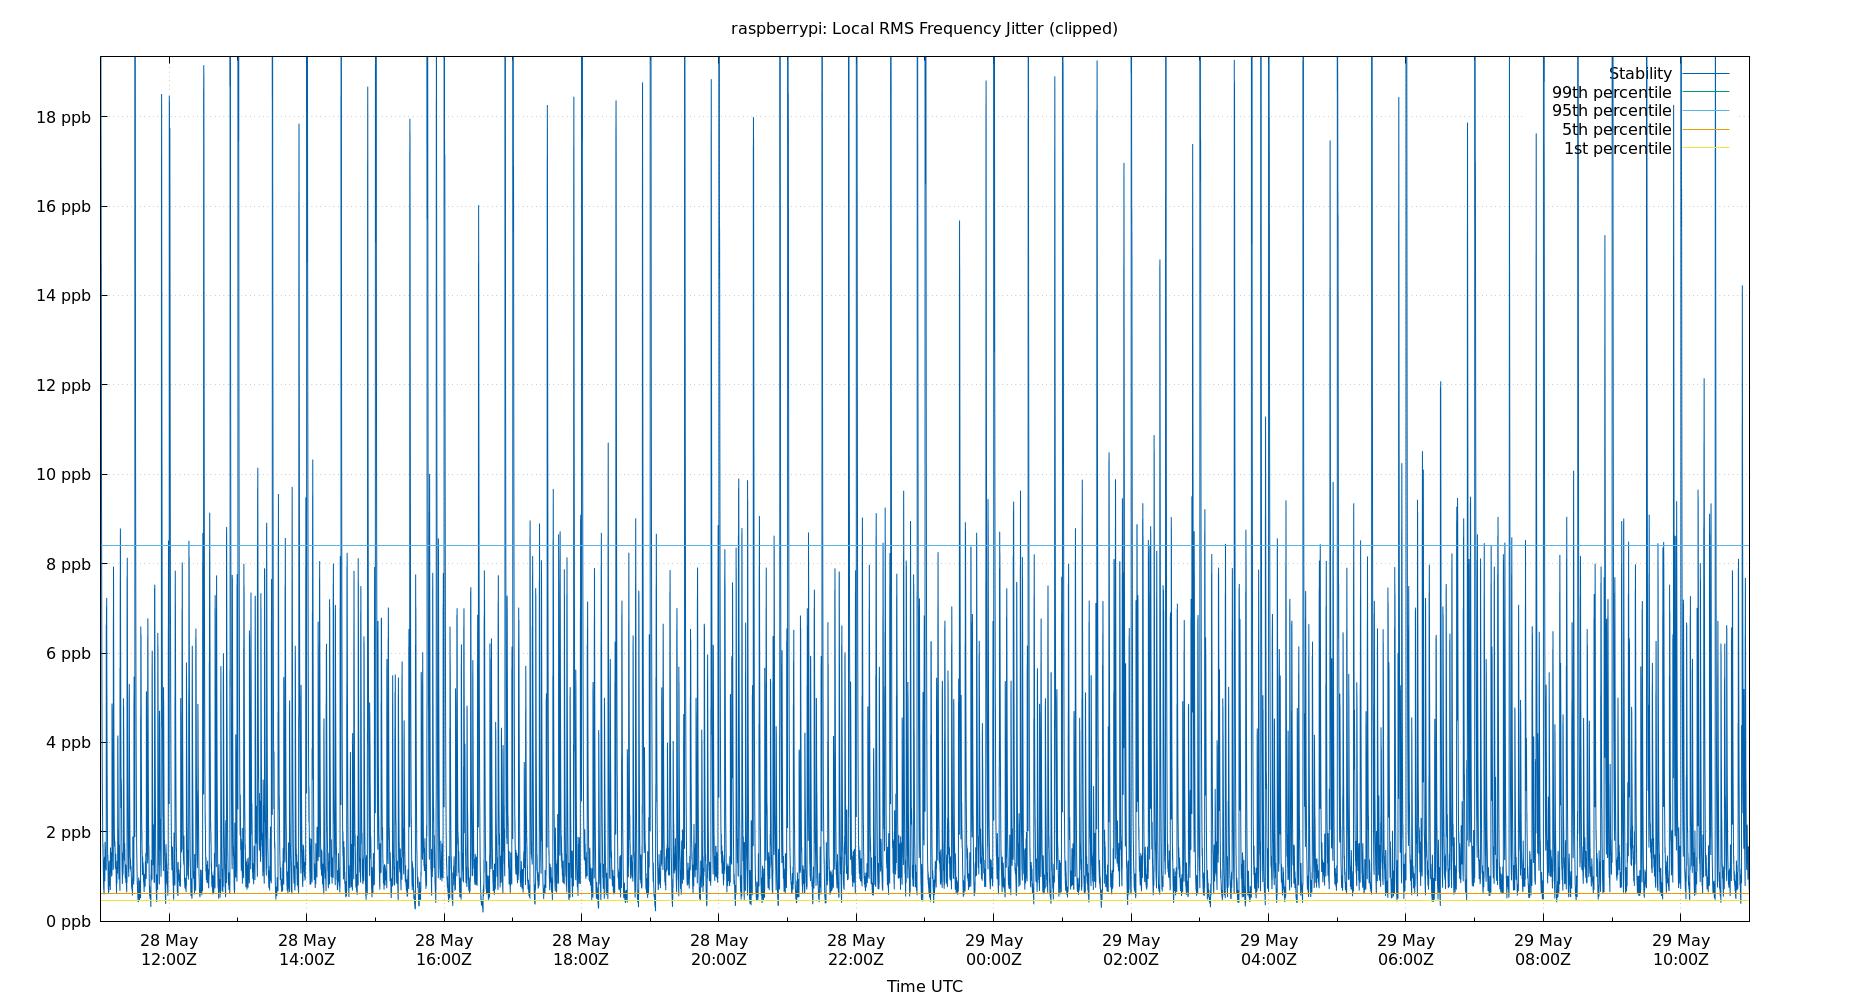 raspberrypi: Local RMS Frequency Jitter (clipped)
Stability
99th percentile
95th percentile
5th percentile
1st percentile
18 ppb
16 ppb
14 ppb
12 ppb
10 ppb
8 ppb
6 ppb
4 ppb
2 ppb
0 ppb
28 May 28 May 28 May 28 May 28 May 28 May 29 May 29 May 29 May 29 May 29 May 29 May
12:00Z 14:00Z 16:00Z 18:00Z 20:00Z 22:00Z 00:00Z 02:00Z 04:00Z 06:00Z 08:00Z 10:00Z
Time UTC